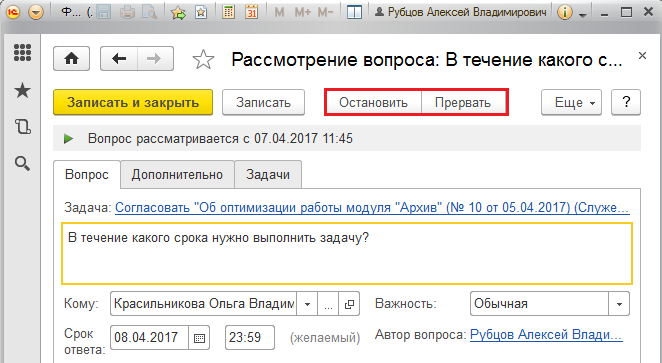 1С Ф... (... M M+ M- Рубцов Алексей Владимирович
Рассмотрение вопроса: В течение какого с...
Записать и закрыть Записать Остановить Прервать Еще ?
Вопрос рассматривается с 07.04.2017 11:45
Вопрос Дополнительно Задачи
Задача: Согласовать "Об оптимизации работы модуля "Архив" (№ 10 от 05.04.2017) (Служе...
В течение какого срока нужно выполнить задачу?
Кому: Красильникова Ольга Владим ... Важность: Обычная
Срок ответа: 08.04.2017 23:59 (желаемый) Автор вопроса: Рубцов Алексей Влади...